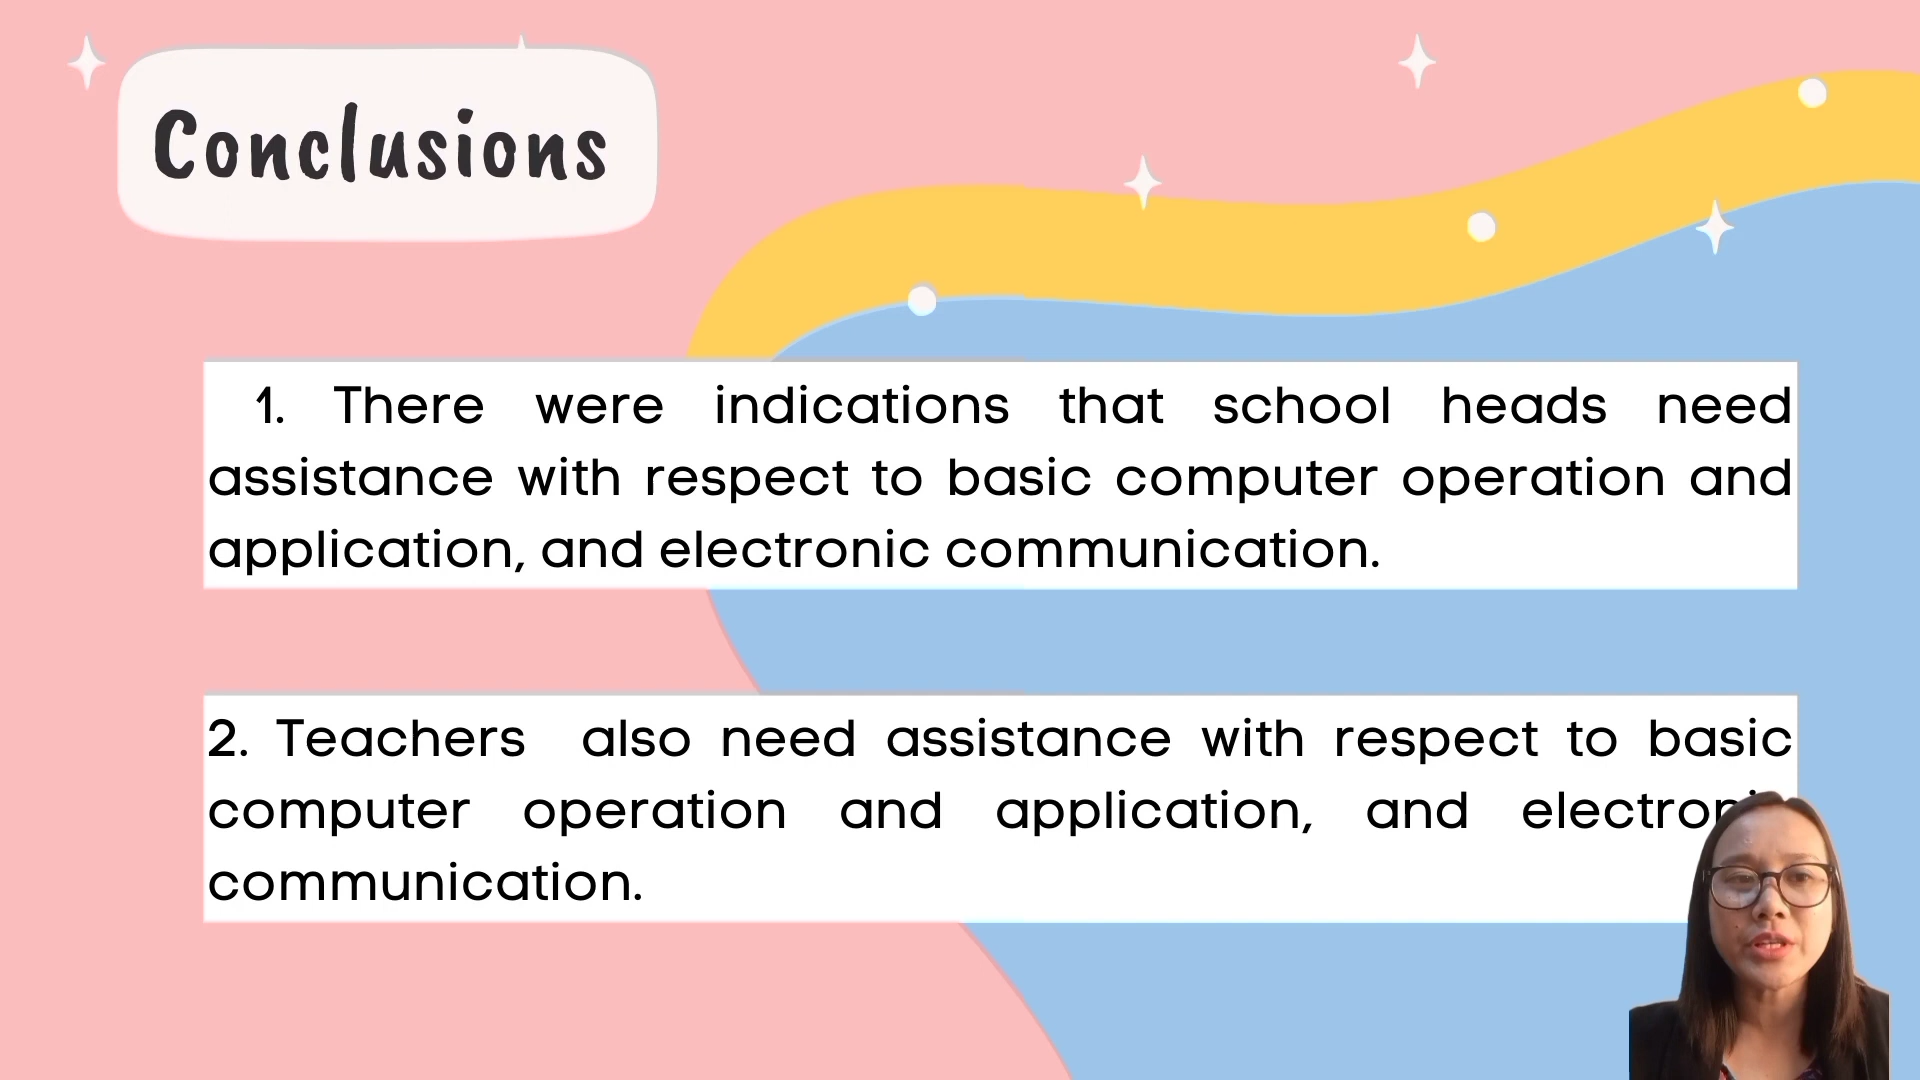 Conclusions
1. There were indications that school heads need
assistance with respect to basic computer operation and
application, and electronic communication.
2. Teachers also need assistance with respect to basic
computer operation and application, and
communication.